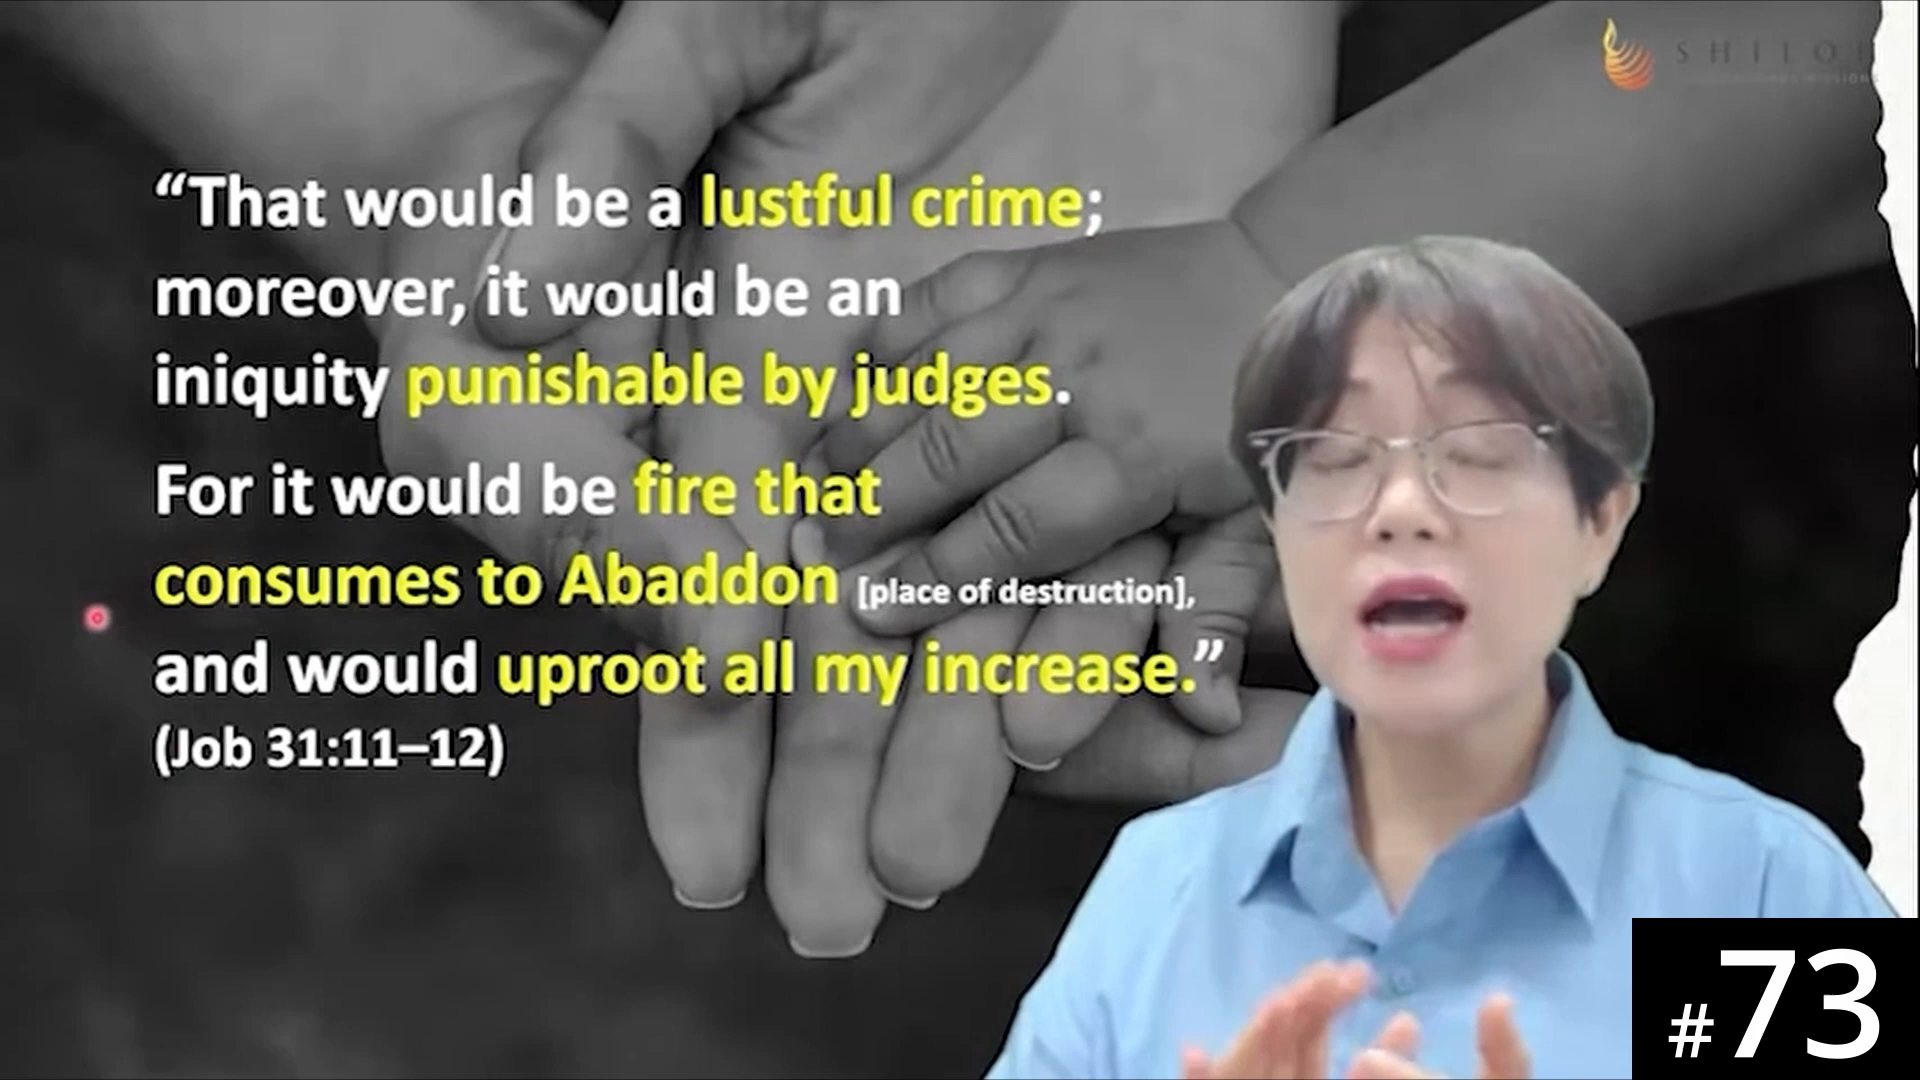 SHILO
“That would be a lustful crime;
moreover, it would be an
iniquity punishable by judges.
For it would be fire that
consumes to Abaddon [place of destruction],
and would uproot all my increase.”
(Job 31:11–12)
#73